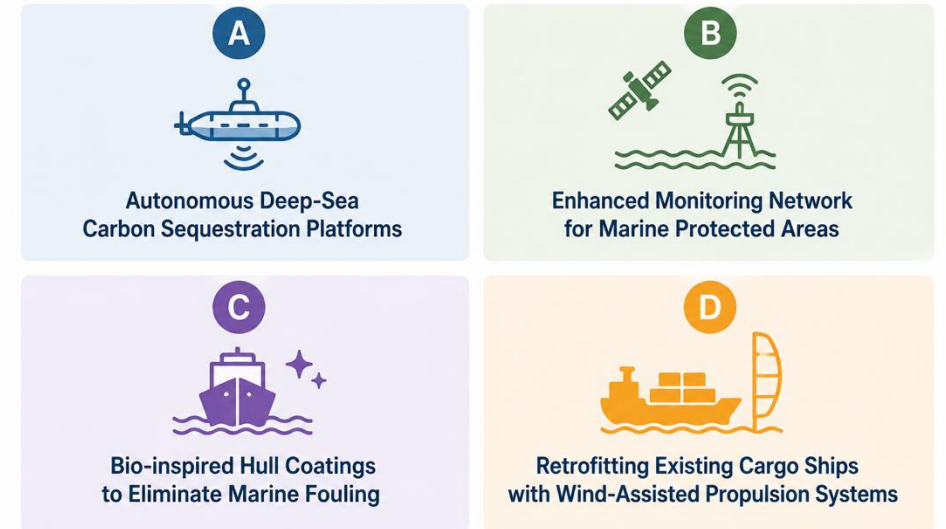 A
Autonomous Deep-Sea
Carbon Sequestration Platforms
B
Enhanced Monitoring Network
for Marine Protected Areas
C
Bio-inspired Hull Coatings
to Eliminate Marine Fouling
D
Retrofitting Existing Cargo Ships
with Wind-Assisted Propulsion Systems